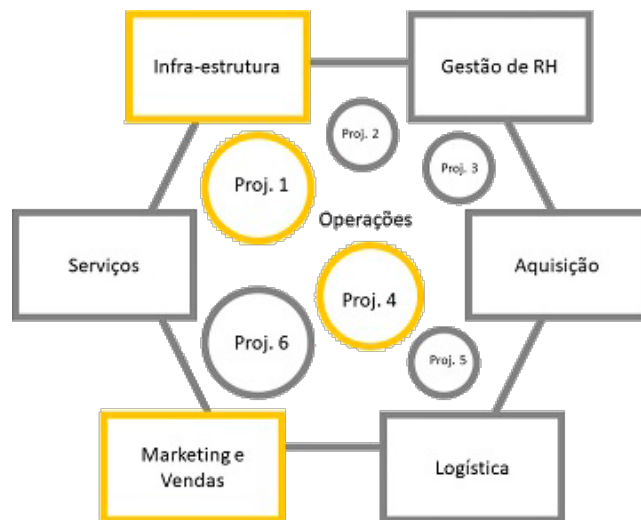 Infra-estrutura
Gestão de RH
Proj. 2
Proj. 3
Proj. 1
Operações
Serviços
Aquisição
Proj. 4
Proj. 6
Proj. 5
Marketing e
Vendas
Logística